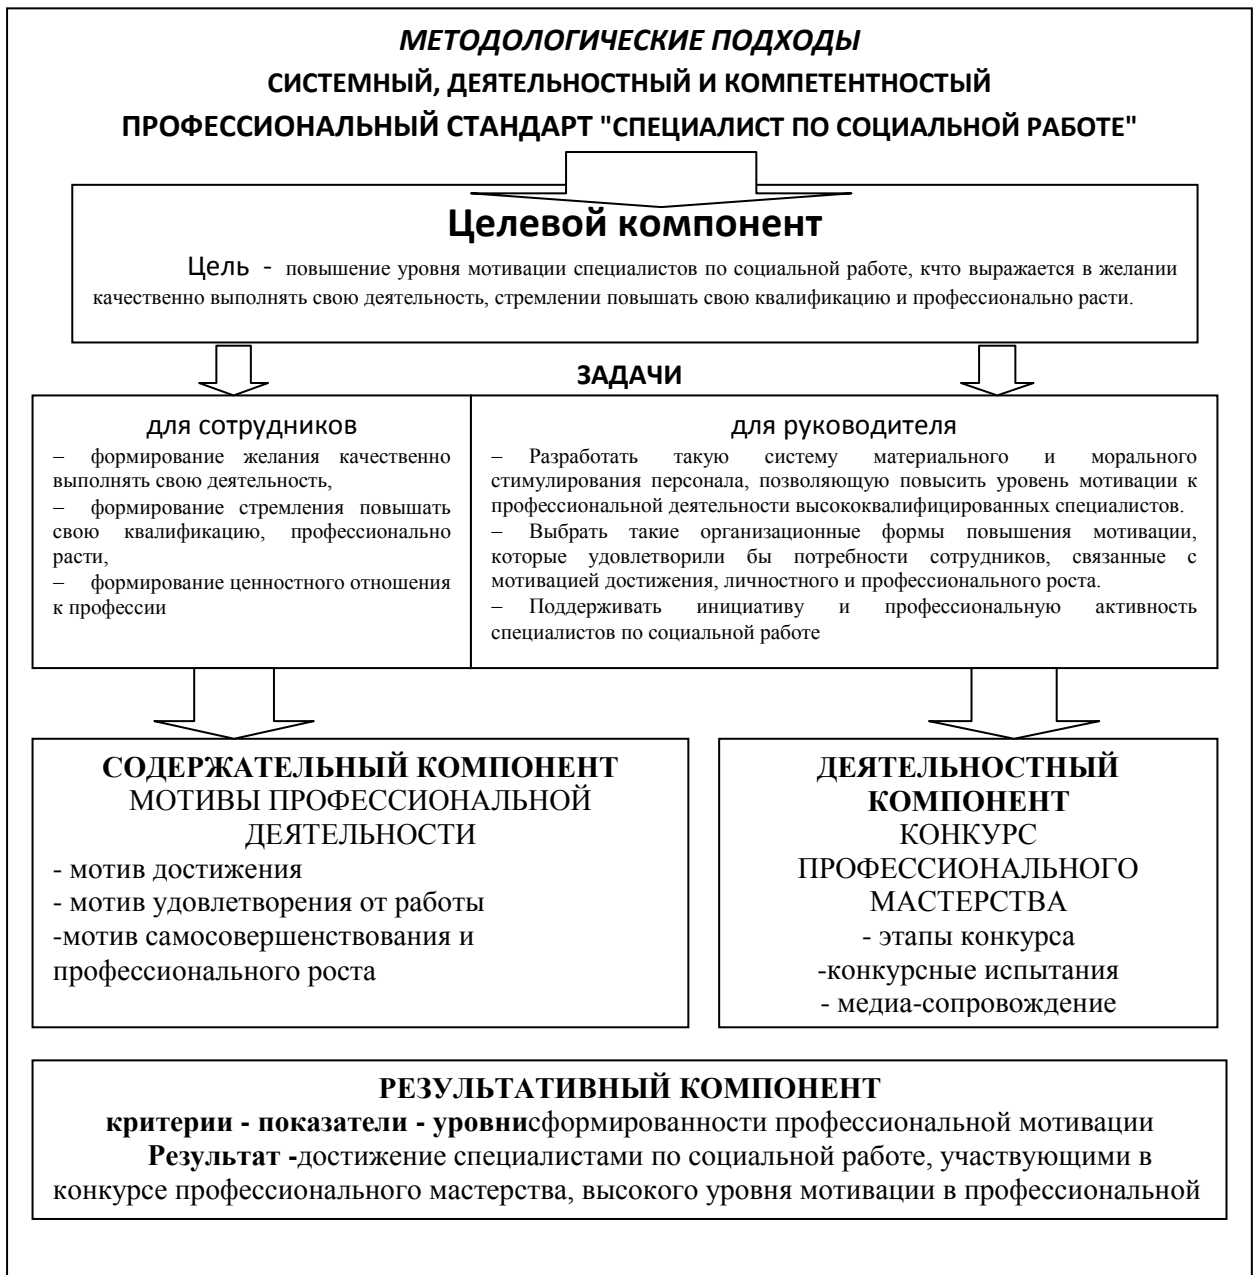 МЕТОДОЛОГИЧЕСКИЕ ПОДХОДЫ
СИСТЕМНЫЙ, ДЕЯТЕЛЬНОСТНЫЙ И КОМПЕТЕНТНОСТЫЙ
ПРОФЕССИОНАЛЬНЫЙ СТАНДАРТ "СПЕЦИАЛИСТ ПО СОЦИАЛЬНОЙ РАБОТЕ"
Целевой компонент
Цель - повышение уровня мотивации специалистов по социальной работе, кчто выражается в желании
качественно выполнять свою деятельность, стремлении повышать свою квалификацию и профессионально расти.
ЗАДАЧИ
для сотрудников
– формирование желания качественно
выполнять свою деятельность,
– формирование стремления повышать
свою квалификацию, профессионально
расти,
– формирование ценностного отношения
к профессии
для руководителя
– Разработать такую систему материального и морального
стимулирования персонала, позволяющую повысить уровень мотивации к
профессиональной деятельности высококвалифицированных специалистов.
– Выбрать такие организационные формы повышения мотивации,
которые удовлетворили бы потребности сотрудников, связанные с
мотивацией достижения, личностного и профессионального роста.
– Поддерживать инициативу и профессиональную активность
специалистов по социальной работе
СОДЕРЖАТЕЛЬНЫЙ КОМПОНЕНТ
МОТИВЫ ПРОФЕССИОНАЛЬНОЙ
ДЕЯТЕЛЬНОСТИ
- мотив достижения
- мотив удовлетворения от работы
-мотив самосовершенствования и
профессионального роста
ДЕЯТЕЛЬНОСТНЫЙ
КОМПОНЕНТ
КОНКУРС
ПРОФЕССИОНАЛЬНОГО
МАСТЕРСТВА
- этапы конкурса
-конкурсные испытания
- медиа-сопровождение
РЕЗУЛЬТАТИВНЫЙ КОМПОНЕНТ
критерии - показатели - уровнисформированности профессиональной мотивации
Результат -достижение специалистами по социальной работе, участвующими в
конкурсе профессионального мастерства, высокого уровня мотивации в профессиональной